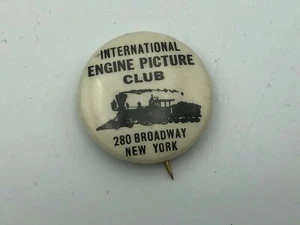 INTERNATIONAL
ENGINE PICTURE
CLUB
280 BROADWAY
NEW YORK